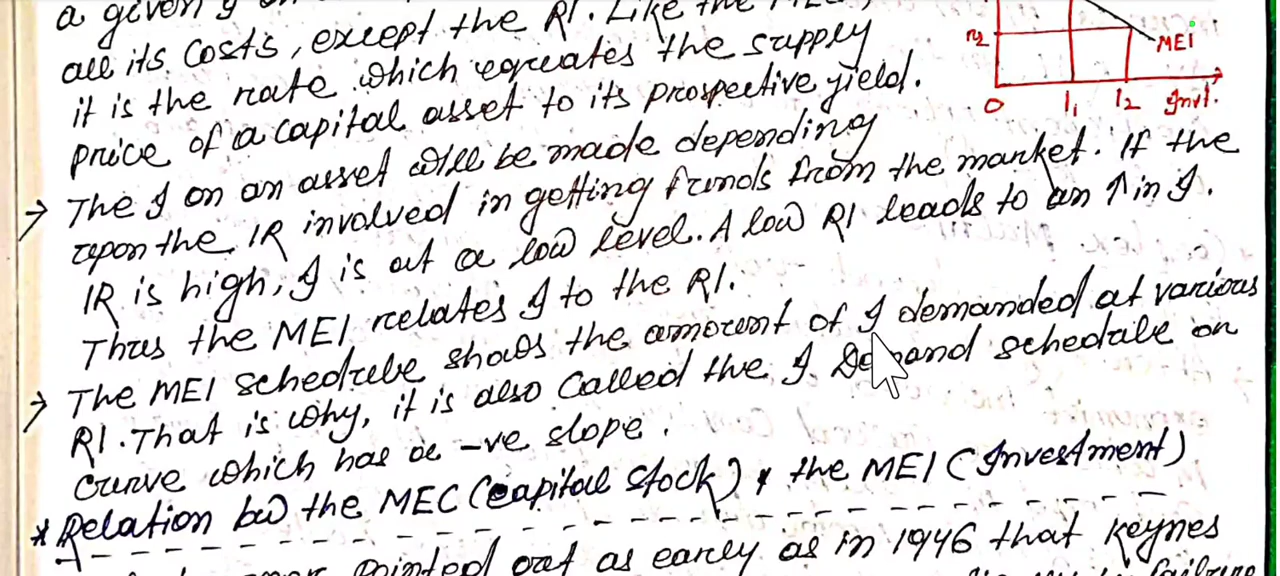 a given I on
all its costs, except the RI. Like the MEC,
it is the rate which equates the supply
price of a capital asset to its prospective yield.
→ The I on an asset will be made depending
upon the IR involved in getting funds from the market. If the
IR is high, I is at a low level. A low RI leads to an ↑ in I.
Thus the MEI relates I to the RI.
→ The MEI schedule shows the amount of I demanded at various
RI. That is why, it is also called the I Demand schedule or
curve which has a -ve slope.
* Relation bw the MEC (capital stock) & the MEI (Investment)
pointed out as early as in 1946 that Keynes
r2
MEI
0 I1 I2 Invt.